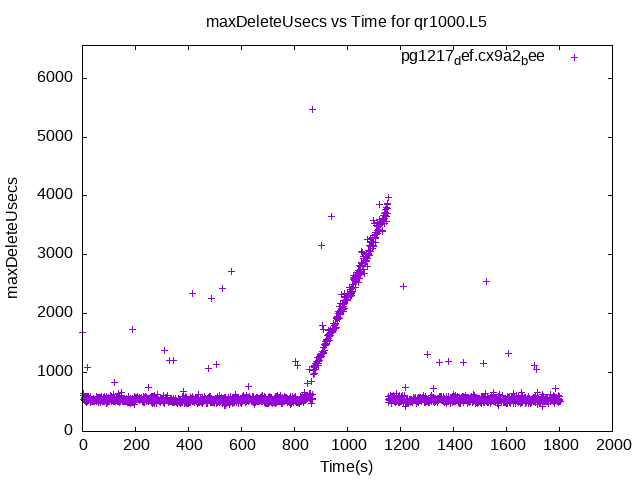 maxDeleteUsecs vs Time for qr1000.L5
pg1217def.cx9a2bee
6000
5000
4000
3000
2000
1000
0
maxDeleteUsecs
0 200 400 600 800 1000 1200 1400 1600 1800 2000
Time(s)